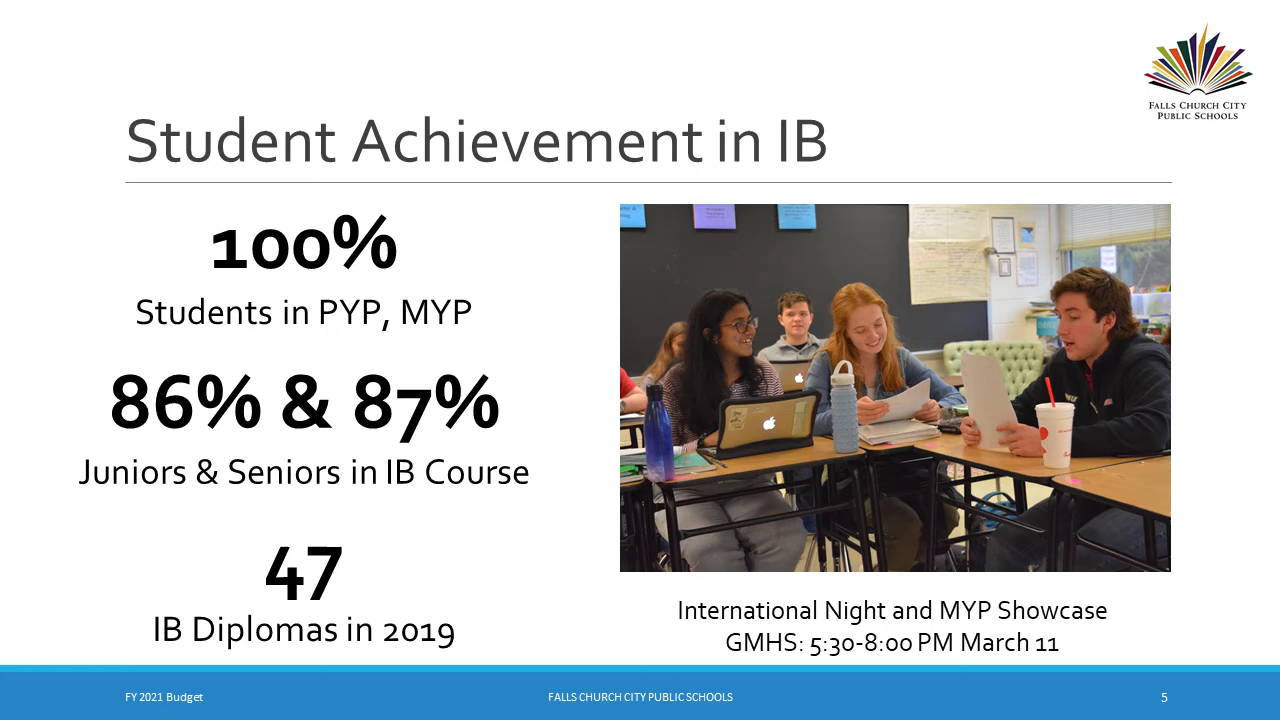 FALLS CHURCH CITY
PUBLIC SCHOOLS
Student Achievement in IB
100%
Students in PYP, MYP
86% & 87%
Juniors & Seniors in IB Course
47
IB Diplomas in 2019
International Night and MYP Showcase
GMHS: 5:30-8:00 PM March 11
FY 2021 Budget
FALLS CHURCH CITY PUBLIC SCHOOLS
5